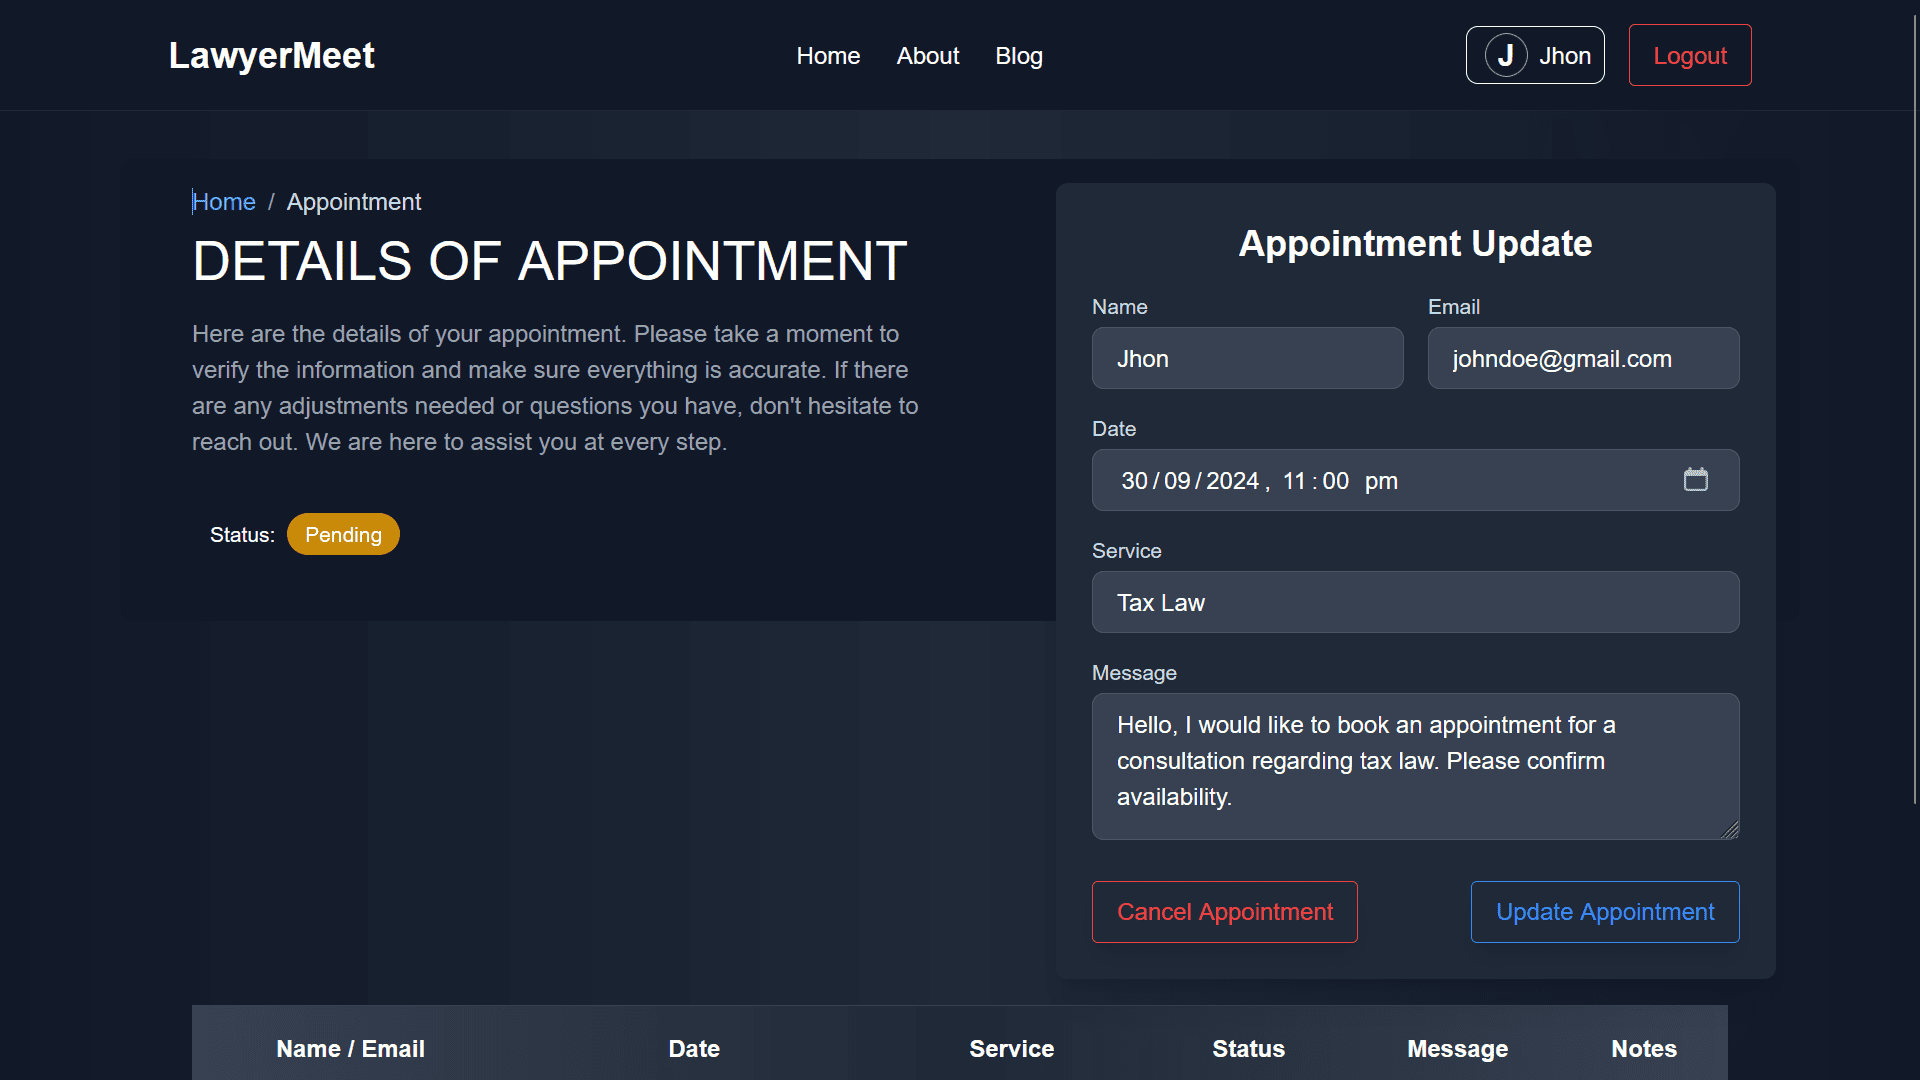 LawyerMeet
Home About Blog
J Jhon
Logout
Home / Appointment
DETAILS OF APPOINTMENT
Here are the details of your appointment. Please take a moment to
verify the information and make sure everything is accurate. If there
are any adjustments needed or questions you have, don't hesitate to
reach out. We are here to assist you at every step.
Status: Pending
Appointment Update
Name Email
Jhon johndoe@gmail.com
Date
30/09/2024, 11:00 pm
Service
Tax Law
Message
Hello, I would like to book an appointment for a
consultation regarding tax law. Please confirm
availability.
Cancel Appointment Update Appointment
Name / Email Date Service Status Message Notes